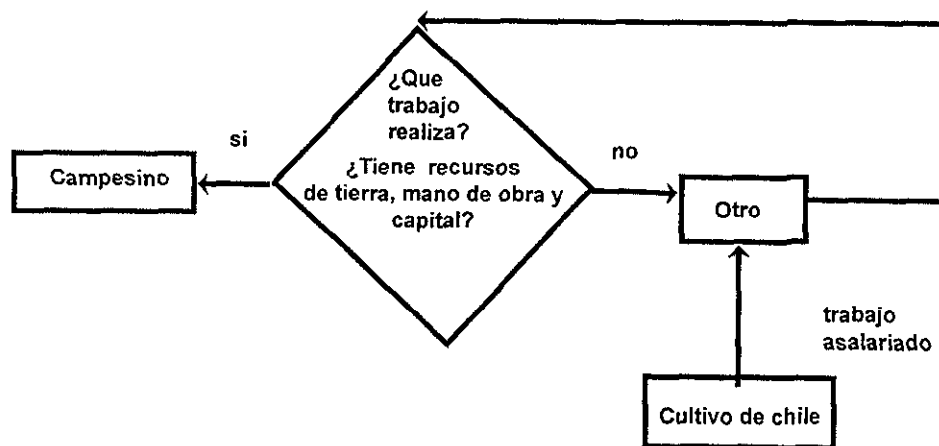 ¿Que
trabajo
realiza?
si
no
¿Tiene recursos
de tierra, mano de obra y
capital?
Campesino
Otro
trabajo
asalariado
Cultivo de chile